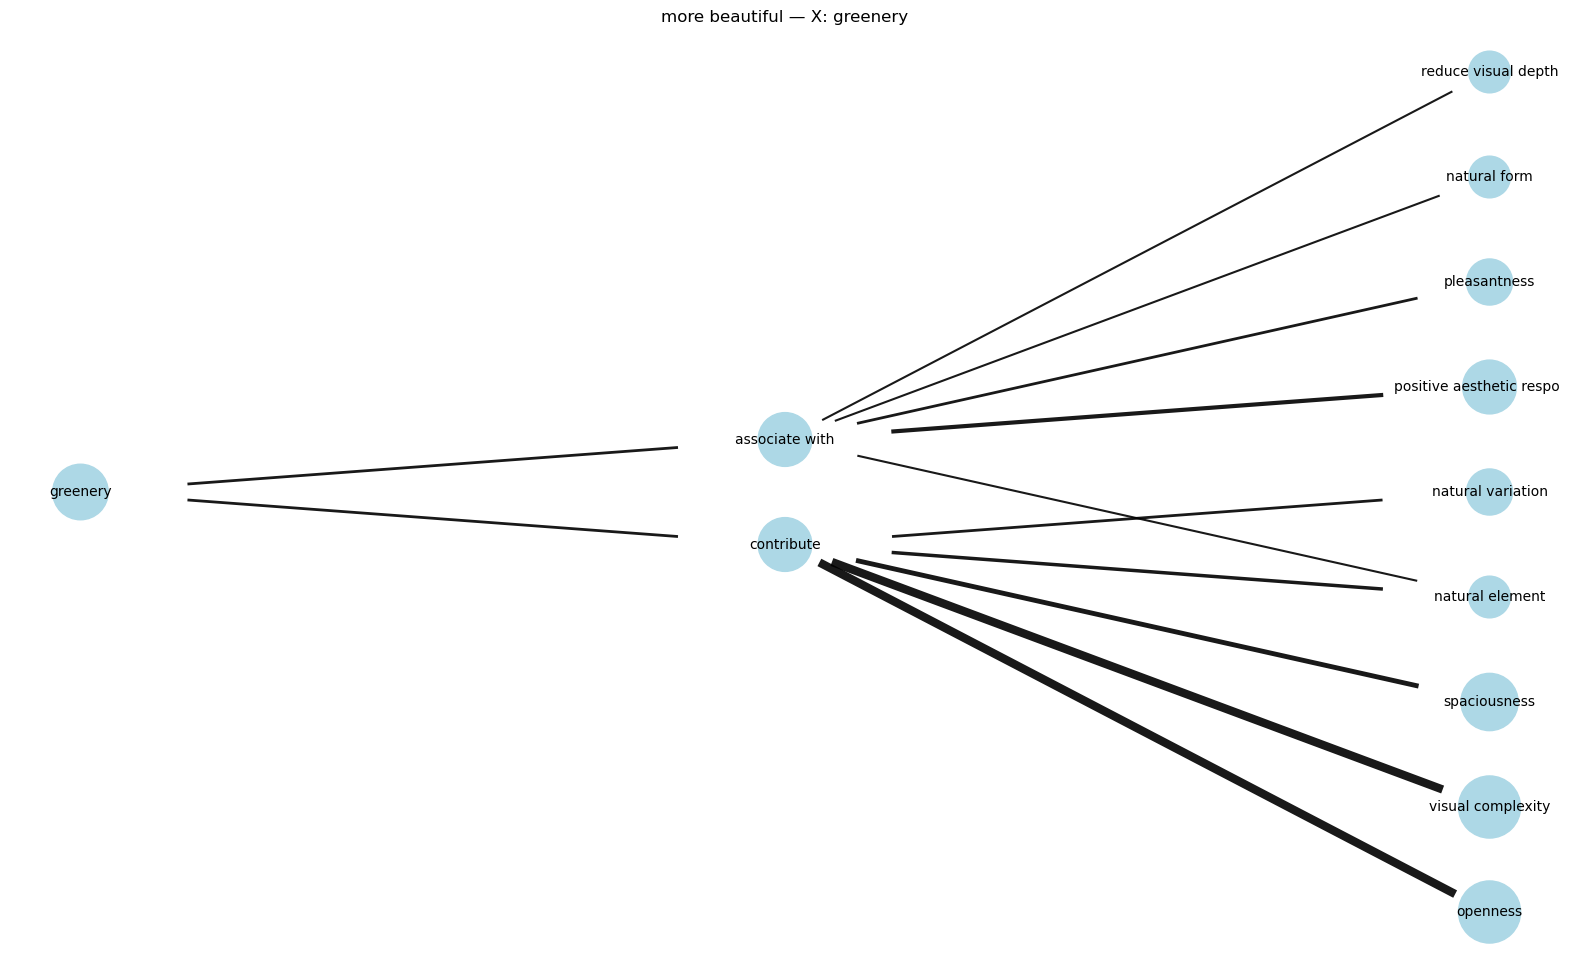 more beautiful — X: greenery
reduce visual depth
natural form
pleasantness
positive aesthetic respo
associate with
greenery
natural variation
contribute
natural element
spaciousness
visual complexity
openness